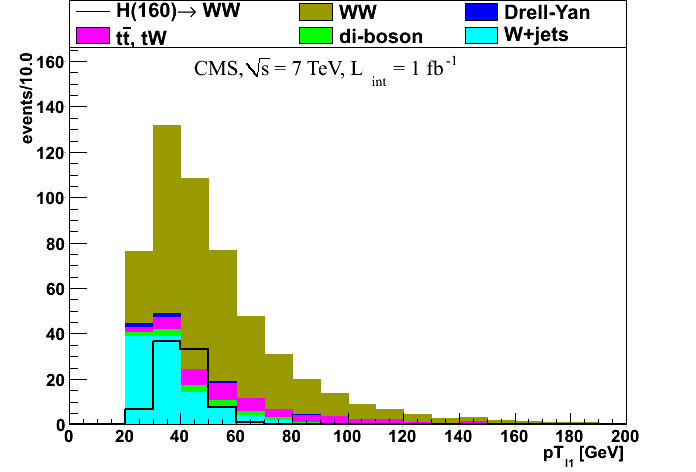 H(160)→ WW WW Drell-Yan
tt̄, tW di-boson W+jets
CMS, √s = 7 TeV, L int = 1 fb⁻¹
events/10.0
160
140
120
100
80
60
40
20
0
0 20 40 60 80 100 120 140 160 180 200
pT_l1 [GeV]